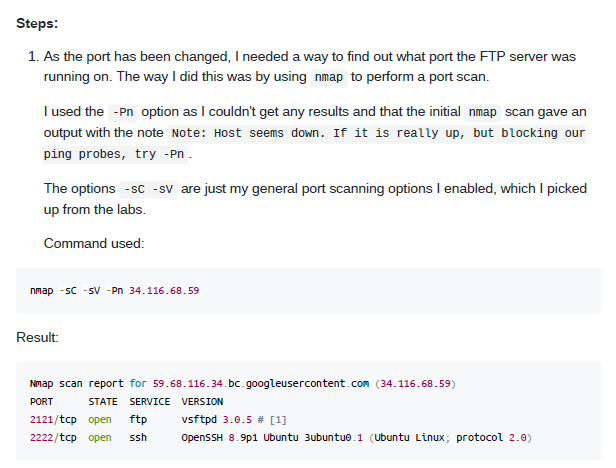 Steps:
1. As the port has been changed, I needed a way to find out what port the FTP server was
running on. The way I did this was by using nmap to perform a port scan.
I used the -Pn option as I couldn't get any results and that the initial nmap scan gave an
output with the note Note: Host seems down. If it is really up, but blocking our
ping probes, try -Pn.
The options -sC -sV are just my general port scanning options I enabled, which I picked
up from the labs.
Command used:
nmap -sC -sV -Pn 34.116.68.59
Result:
Nmap scan report for 59.68.116.34.bc.googleusercontent.com (34.116.68.59)
PORT STATE SERVICE VERSION
2121/tcp open ftp vsftpd 3.0.5 # [1]
2222/tcp open ssh OpenSSH 8.9p1 Ubuntu 3ubuntu0.1 (Ubuntu Linux; protocol 2.0)